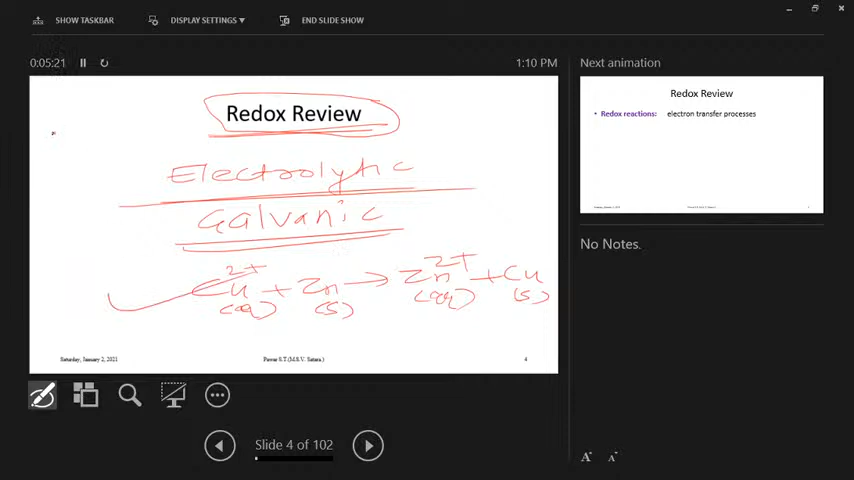 SHOW TASKBAR DISPLAY SETTINGS ▼ END SLIDE SHOW
0:05:21 1:10 PM
Redox Review
Electrolytic
Galvanic
Cu²⁺ + Zn → Zn²⁺ + Cu
(aq) (s) (aq) (s)
Saturday, January 2, 2021 Pawar S.T.(M.S.V. Satara.) 4
Slide 4 of 102
Next animation
Redox Review
• Redox reactions: electron transfer processes
No Notes.
A A